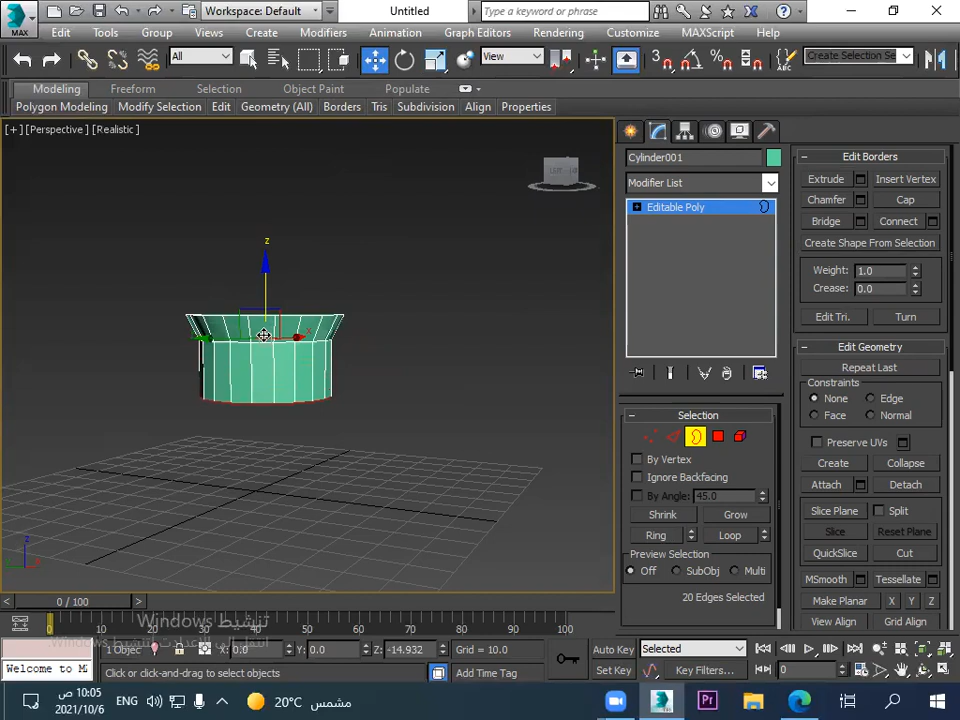 Workspace: Default
Untitled
Type a keyword or phrase
MAX
Edit Tools Group Views Create Modifiers Animation Graph Editors Rendering Customize MAXScript Help
All
View
Create Selection Se
Modeling Freeform Selection Object Paint Populate
Polygon Modeling Modify Selection Edit Geometry (All) Borders Tris Subdivision Align Properties
[+] [Perspective] [Realistic]
z
x
z
Cylinder001
Modifier List
Editable Poly
Selection
By Vertex
Ignore Backfacing
By Angle: 45.0
Shrink Grow
Ring Loop
Preview Selection
Off SubObj Multi
20 Edges Selected
Edit Borders
Extrude Insert Vertex
Chamfer Cap
Bridge Connect
Create Shape From Selection
Weight: 1.0
Crease: 0.0
Edit Tri. Turn
Edit Geometry
Repeat Last
Constraints
None Edge
Face Normal
Preserve UVs
Create Collapse
Attach Detach
Slice Plane Split
Slice Reset Plane
QuickSlice Cut
MSmooth Tessellate
Make Planar X Y Z
View Align Grid Align
0 / 100
تنشيط Windows
0 10 20 30 40 50 60 70 80 90 100
1 Object X: 0.0 Y: 0.0 Z: -14.932 Grid = 10.0
Auto Key Selected
Welcome to M
Click or click-and-drag to select objects
Add Time Tag
Set Key Key Filters...
0
10:05 ص
2021/10/6
ENG
20°C مشمس
MAX
Pr